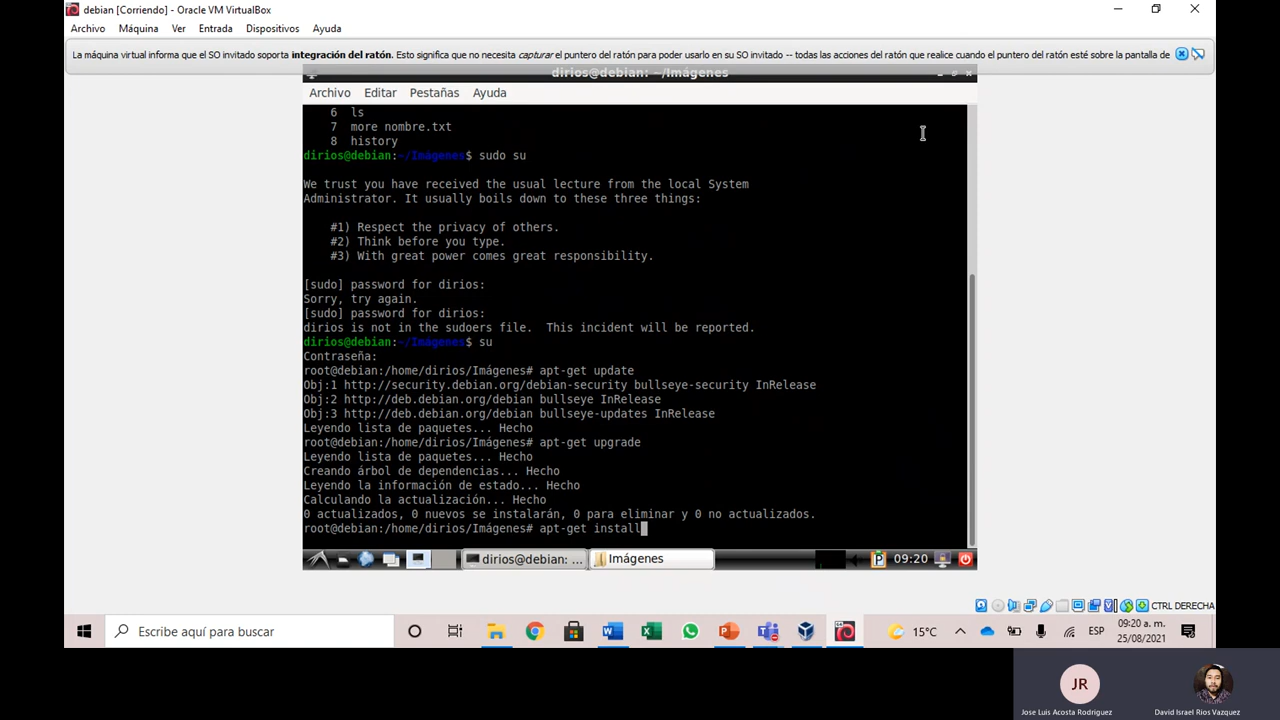 debian [Corriendo] - Oracle VM VirtualBox
Archivo Máquina Ver Entrada Dispositivos Ayuda
La máquina virtual informa que el SO invitado soporta integración del ratón. Esto significa que no necesita capturar el puntero del ratón para poder usarlo en su SO invitado -- todas las acciones del ratón que realice cuando el puntero del ratón esté sobre la pantalla de
dirios@debian: ~/Imágenes
Archivo Editar Pestañas Ayuda
6 ls
7 more nombre.txt
8 history
dirios@debian:~/Imágenes$ sudo su
We trust you have received the usual lecture from the local System
Administrator. It usually boils down to these three things:
#1) Respect the privacy of others.
#2) Think before you type.
#3) With great power comes great responsibility.
[sudo] password for dirios:
Sorry, try again.
[sudo] password for dirios:
dirios is not in the sudoers file.  This incident will be reported.
dirios@debian:~/Imágenes$ su
Contraseña:
root@debian:/home/dirios/Imágenes# apt-get update
Obj:1 http://security.debian.org/debian-security bullseye-security InRelease
Obj:2 http://deb.debian.org/debian bullseye InRelease
Obj:3 http://deb.debian.org/debian bullseye-updates InRelease
Leyendo lista de paquetes... Hecho
root@debian:/home/dirios/Imágenes# apt-get upgrade
Leyendo lista de paquetes... Hecho
Creando árbol de dependencias... Hecho
Leyendo la información de estado... Hecho
Calculando la actualización... Hecho
0 actualizados, 0 nuevos se instalarán, 0 para eliminar y 0 no actualizados.
root@debian:/home/dirios/Imágenes# apt-get install
dirios@debian: ... Imágenes P 09:20
CTRL DERECHA
Escribe aquí para buscar 15°C ESP 09:20 a. m.
25/08/2021
JR
Jose Luis Acosta Rodriguez David Israel Rios Vazquez